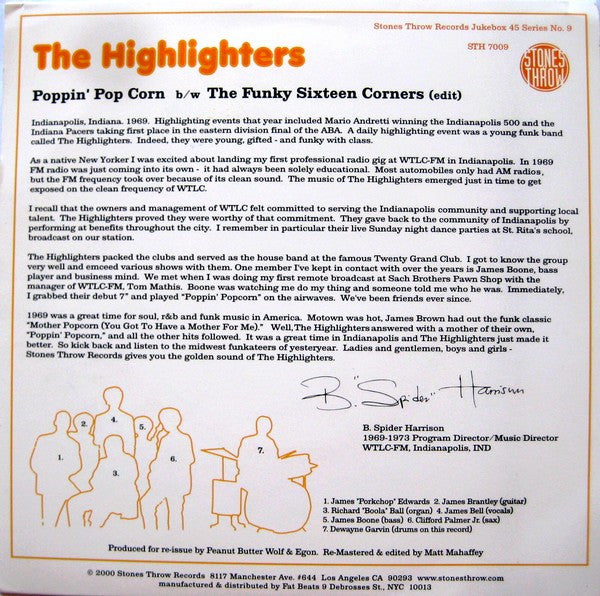 Stones Throw Records Jukebox 45 Series No. 9
The Highlighters
STH 7009
STONES
THROW
Poppin' Pop Corn b/w The Funky Sixteen Corners (edit)
Indianapolis, Indiana. 1969. Highlighting events that year included Mario Andretti winning the Indianapolis 500 and the
Indiana Pacers taking first place in the eastern division final of the ABA. A daily highlighting event was a young funk band
called The Highlighters. Indeed, they were young, gifted - and funky with class.
As a native New Yorker I was excited about landing my first professional radio gig at WTLC-FM in Indianapolis. In 1969
FM radio was just coming into its own - it had always been solely educational. Most automobiles only had AM radios,
but the FM frequency took over because of its clean sound. The music of The Highlighters emerged just in time to get
exposed on the clean frequency of WTLC.
I recall that the owners and management of WTLC felt committed to serving the Indianapolis community and supporting local
talent. The Highlighters proved they were worthy of that commitment. They gave back to the community of Indianapolis by
performing at benefits throughout the city. I remember in particular their live Sunday night dance parties at St. Rita's school,
broadcast on our station.
The Highlighters packed the clubs and served as the house band at the famous Twenty Grand Club. I got to know the group
very well and emceed various shows with them. One member I've kept in contact with over the years is James Boone, bass
player and business mind. We met when I was doing my first remote broadcast at Sach Brothers Pawn Shop with the
manager of WTLC-FM, Tom Mathis. Boone was watching me do my thing and someone told me who he was. Immediately,
I grabbed their debut 7" and played "Poppin' Popcorn" on the airwaves. We've been friends ever since.
1969 was a great time for soul, r&b and funk music in America. Motown was hot, James Brown had out the funk classic
"Mother Popcorn (You Got To Have a Mother For Me)." Well, The Highlighters answered with a mother of their own,
"Poppin' Popcorn," and all the other hits followed. It was a great time in Indianapolis and The Highlighters just made it
better. So kick back and listen to the midwest funkateers of yesteryear. Ladies and gentlemen, boys and girls -
Stones Throw Records gives you the golden sound of The Highlighters.
B. "Spider" Harrison
B. Spider Harrison
1969-1973 Program Director/Music Director
WTLC-FM, Indianapolis, IND
1. 2. 3. 4. 5. 6. 7.
1. James "Porkchop" Edwards 2. James Brantley (guitar)
3. Richard "Boola" Ball (organ) 4. James Bell (vocals)
5. James Boone (bass) 6. Clifford Palmer Jr. (sax)
7. Dewayne Garvin (drums on this record)
Produced for re-issue by Peanut Butter Wolf & Egon. Re-Mastered & edited by Matt Mahaffey
© 2000 Stones Throw Records 8117 Manchester Ave. #644 Los Angeles CA 90293 www.stonesthrow.com
manufactured & distributed by Fat Beats 9 Debrosses St., NYC 10013